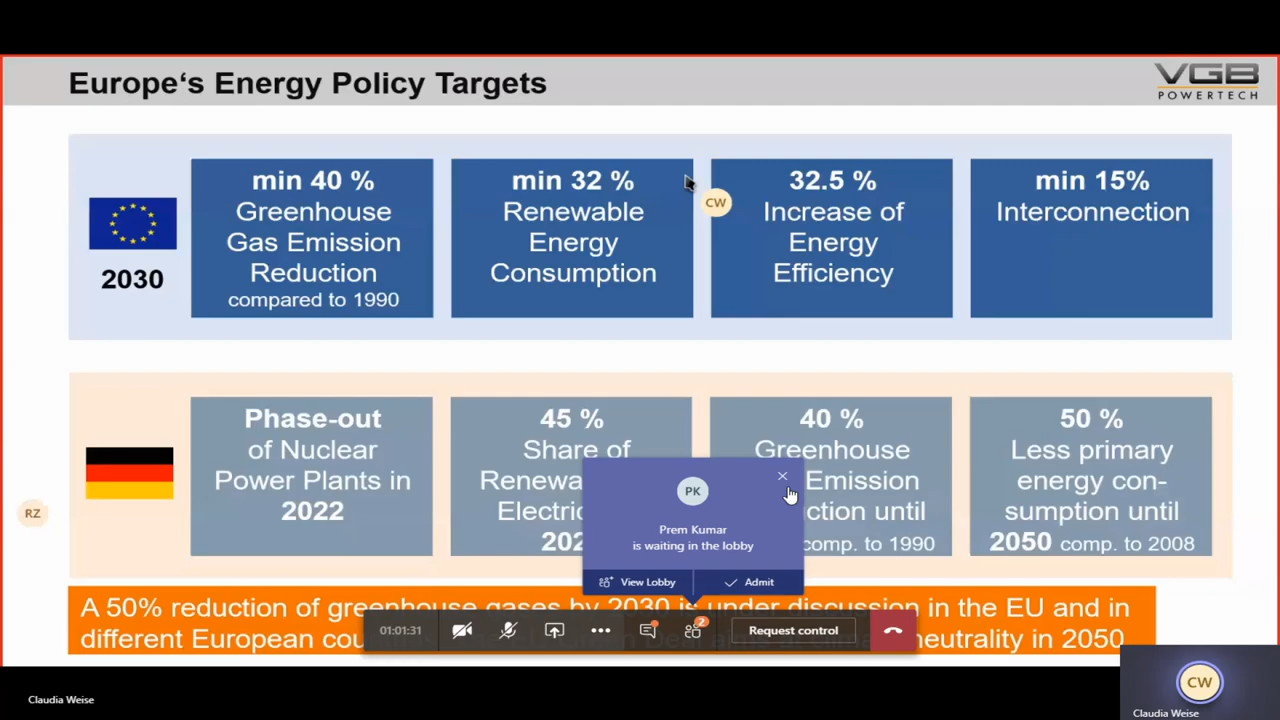 Europe‘s Energy Policy Targets
VGB
POWERTECH
2030
min 40 %
Greenhouse
Gas Emission
Reduction
compared to 1990
min 32 %
Renewable
Energy
Consumption
CW
32.5 %
Increase of
Energy
Efficiency
min 15%
Interconnection
Phase-out
of Nuclear
Power Plants in
2022
45 %
Share of
40 %
Greenhouse
Emission
until
comp. to 1990
50 %
Less primary
energy con-
sumption until
2050 comp. to 2008
RZ
PK
Prem Kumar
is waiting in the lobby
View Lobby
Admit
A 50% reduction of greenhouse gases by 2030 is under discussion in the EU and in
different European neutrality in 2050
01:01:31
2
Request control
Claudia Weise
CW
Claudia Weise